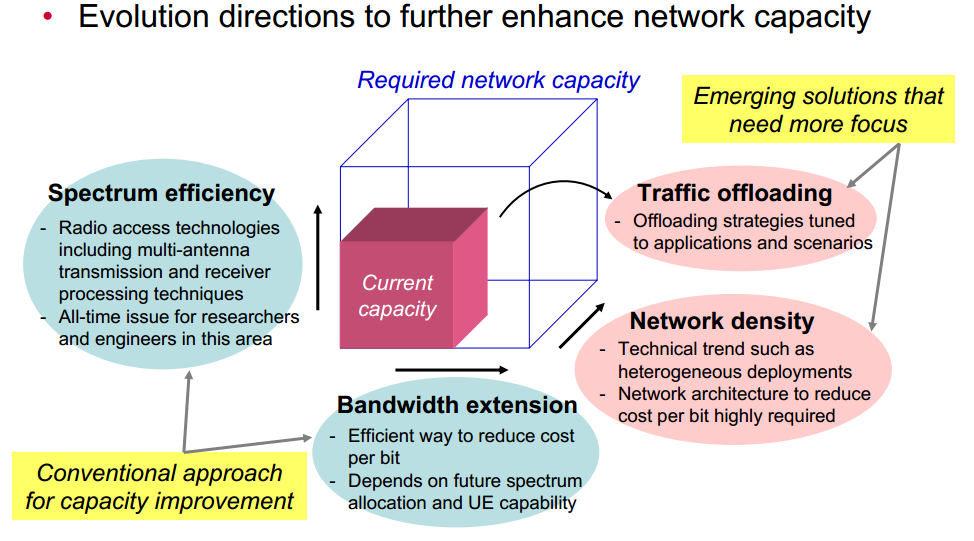 • Evolution directions to further enhance network capacity
Required network capacity
Emerging solutions that
need more focus
Spectrum efficiency
- Radio access technologies
including multi-antenna
transmission and receiver
processing techniques
- All-time issue for researchers
and engineers in this area
Current
capacity
Traffic offloading
- Offloading strategies tuned
to applications and scenarios
Network density
- Technical trend such as
heterogeneous deployments
- Network architecture to reduce
cost per bit highly required
Bandwidth extension
- Efficient way to reduce cost
per bit
- Depends on future spectrum
allocation and UE capability
Conventional approach
for capacity improvement